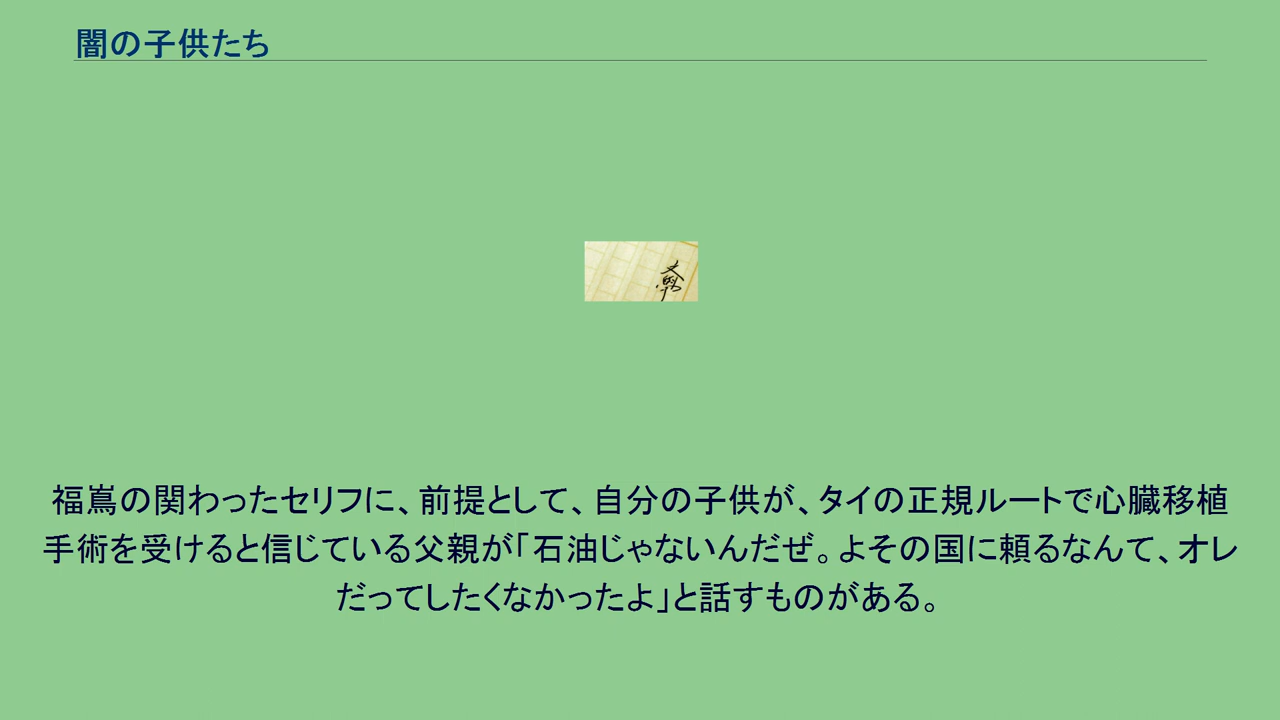 闇の子供たち
福嶌の関わったセリフに、前提として、自分の子供が、タイの正規ルートで心臓移植
手術を受けると信じている父親が「石油じゃないんだぜ。よその国に頼るなんて、オレ
だってしたくなかったよ」と話すものがある。